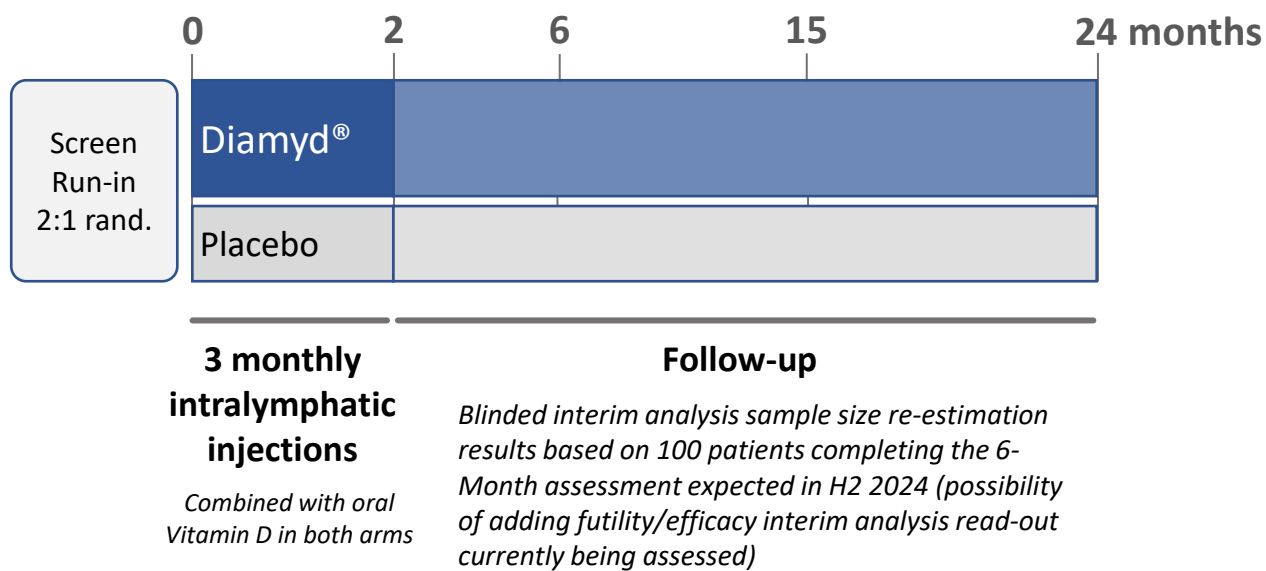 0 2 6 15 24 months
Screen
Run-in
2:1 rand.
Diamyd®
Placebo
3 monthly
intralymphatic
injections
Combined with oral
Vitamin D in both arms
Follow-up
Blinded interim analysis sample size re-estimation
results based on 100 patients completing the 6-
Month assessment expected in H2 2024 (possibility
of adding futility/efficacy interim analysis read-out
currently being assessed)